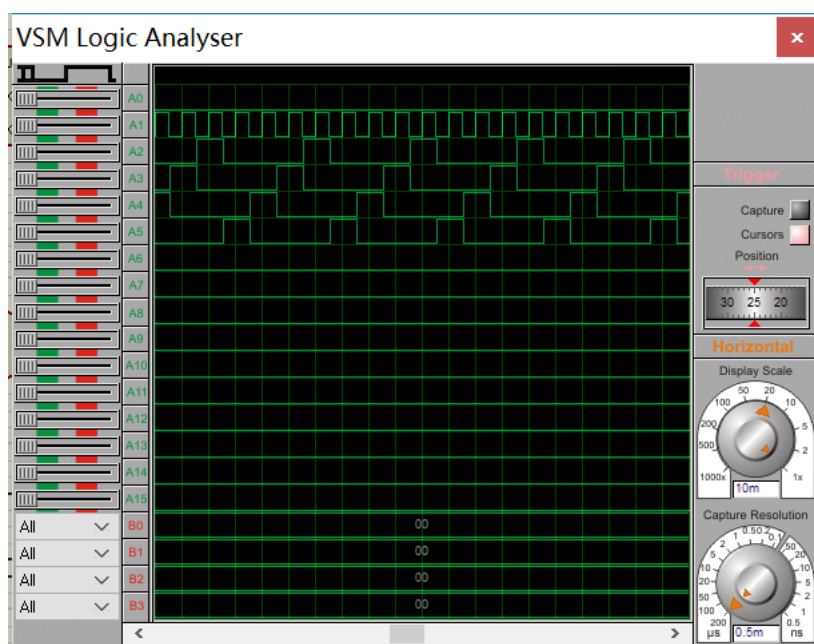 VSM Logic Analyser
×
A0
A1
A2
A3
A4
A5
A6
A7
A8
A9
A10
A11
A12
A13
A14
A15
All B0 00
All B1 00
All B2 00
All B3 00
Trigger
Capture
Cursors
Position
30 25 20
Horizontal
Display Scale
1000x 500 200 100 50 20 10 5 2 1x
10m
Capture Resolution
200 100 50 20 10 5 2 1 0.50.2 0.1 50 20 10 5 2 1 0.5
µs 0.5m ns